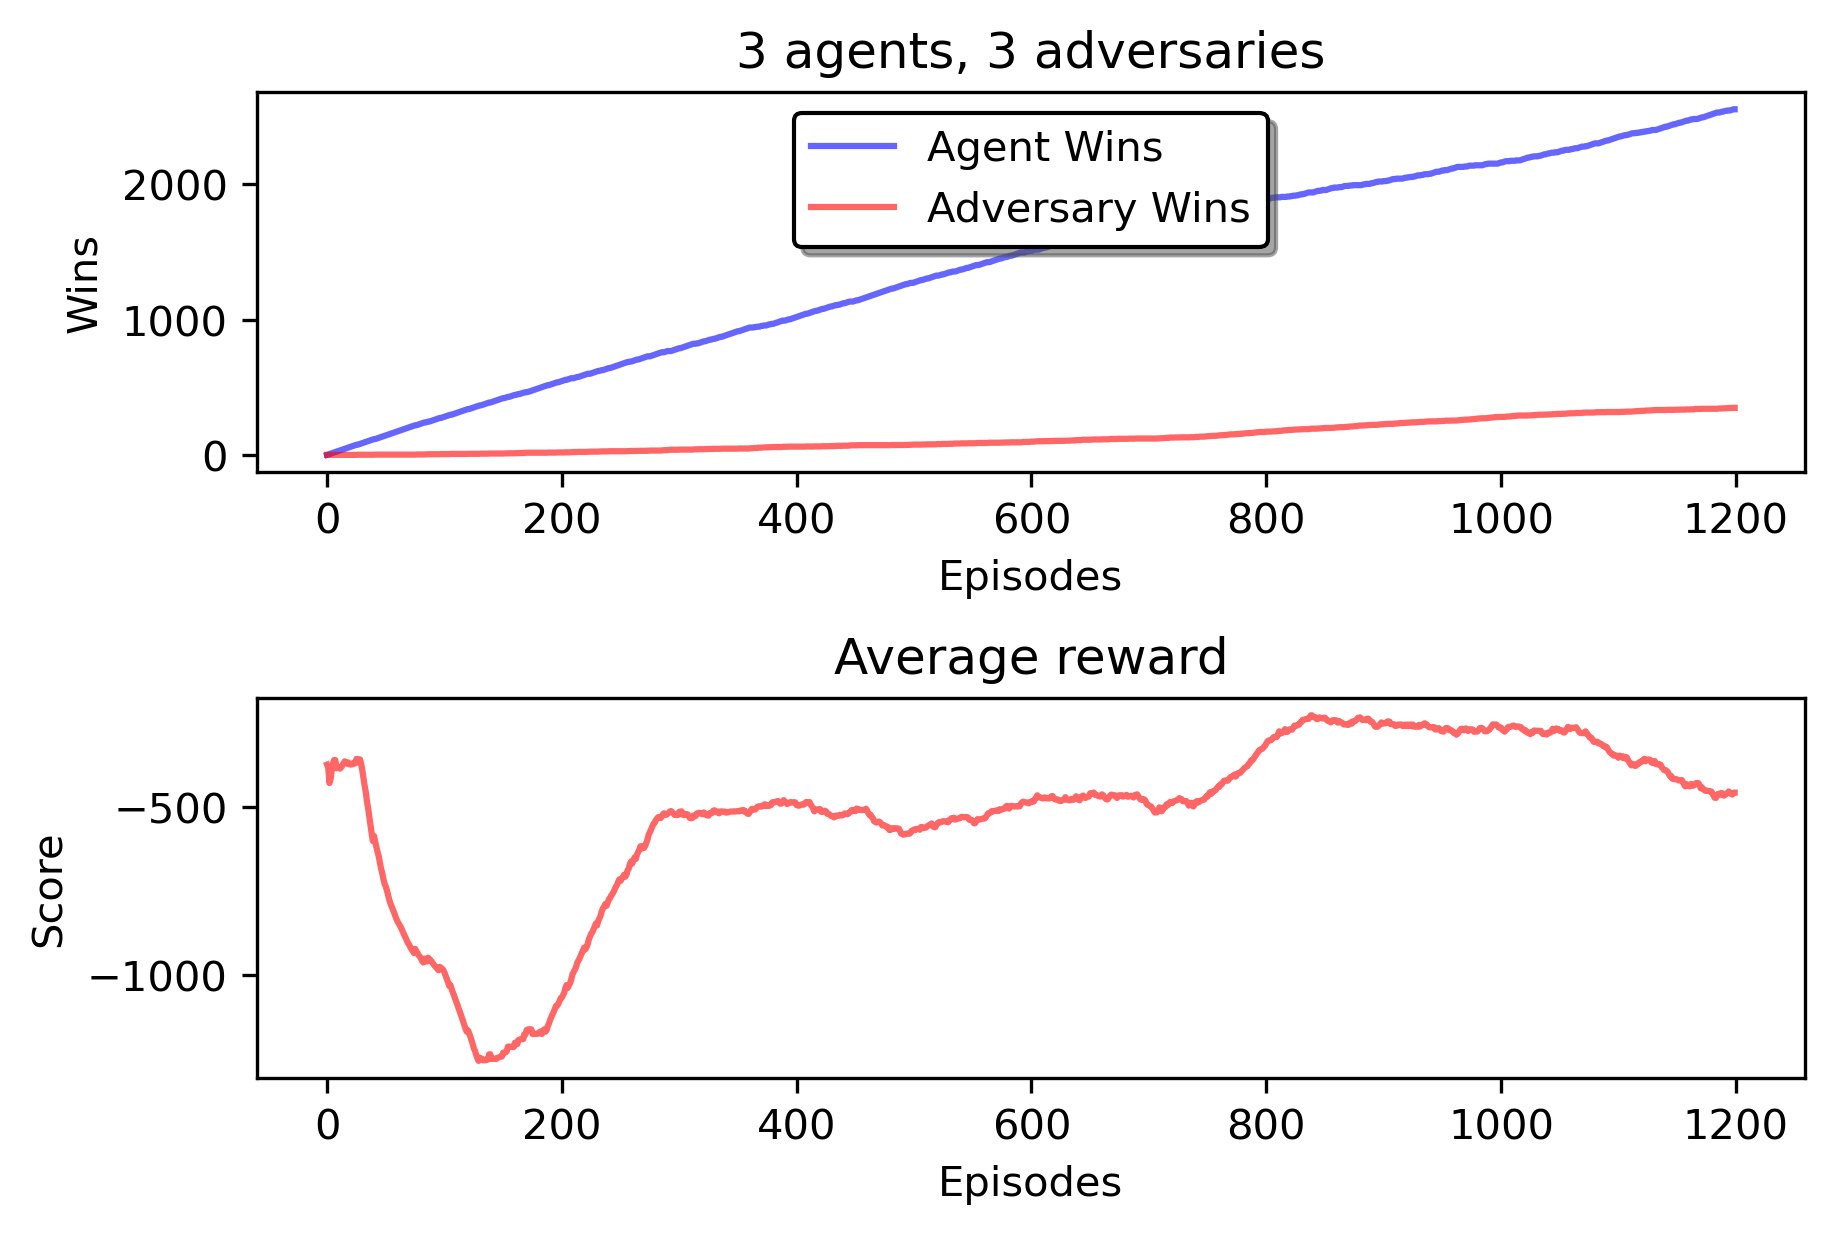 3 agents, 3 adversaries
Agent Wins
Adversary Wins
Wins
2000
1000
0
0 200 400 600 800 1000 1200
Episodes
Average reward
Score
−500
−1000
0 200 400 600 800 1000 1200
Episodes